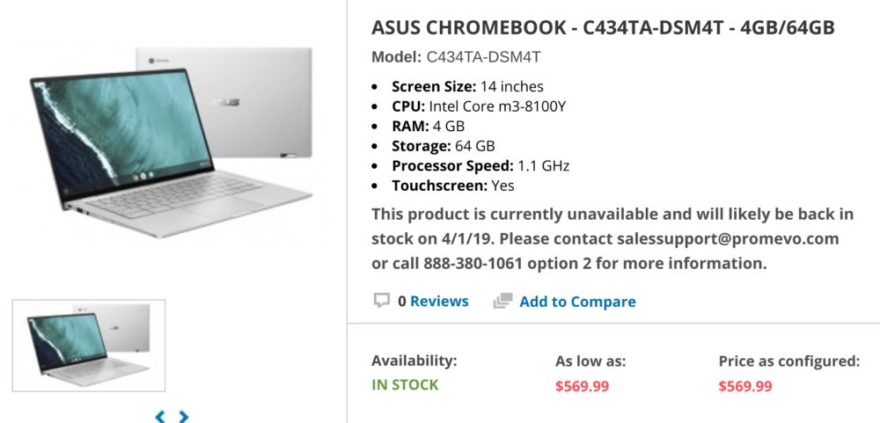 ASUS CHROMEBOOK - C434TA-DSM4T - 4GB/64GB
Model: C434TA-DSM4T
• Screen Size: 14 inches
• CPU: Intel Core m3-8100Y
• RAM: 4 GB
• Storage: 64 GB
• Processor Speed: 1.1 GHz
• Touchscreen: Yes
This product is currently unavailable and will likely be back in
stock on 4/1/19. Please contact salessupport@promevo.com
or call 888-380-1061 option 2 for more information.
0 Reviews Add to Compare
Availability: As low as: Price as configured:
IN STOCK $569.99 $569.99
ASUS